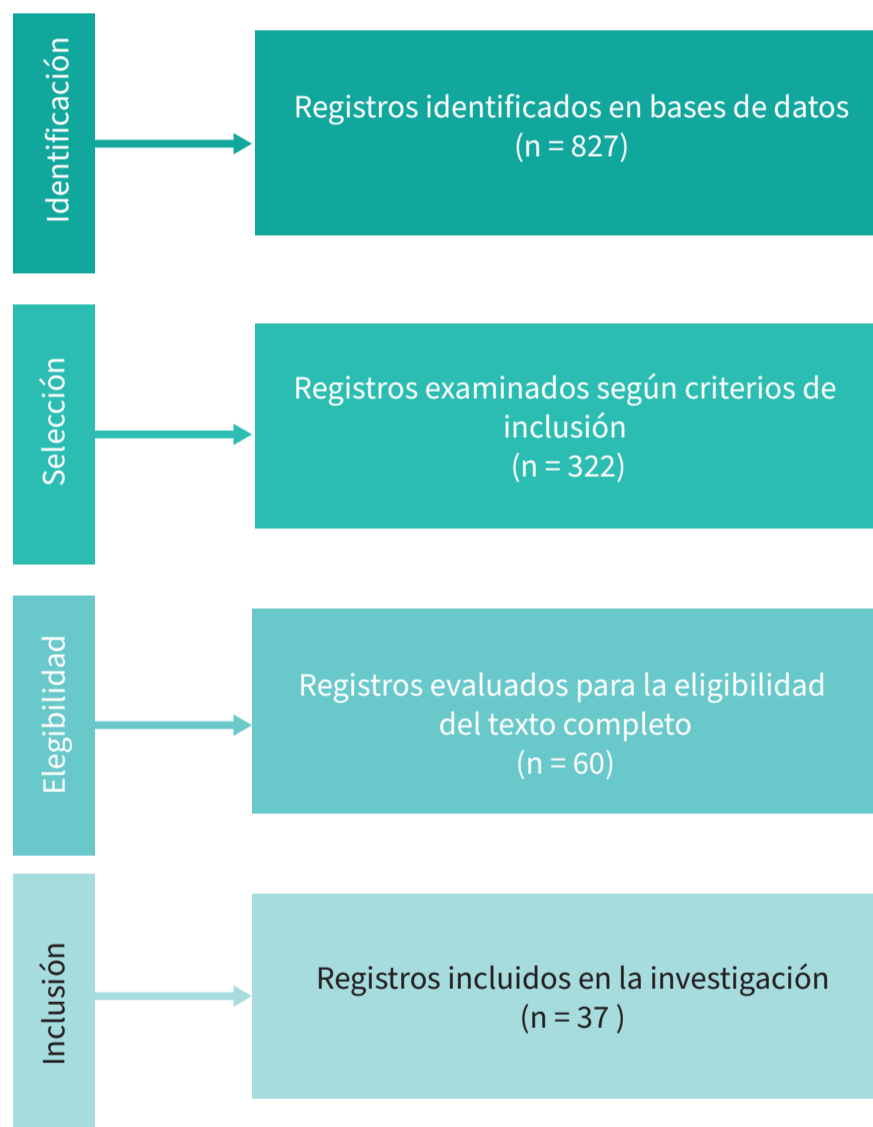 Identificación
Registros identificados en bases de datos
(n = 827)
Selección
Registros examinados según criterios de
inclusión
(n = 322)
Elegibilidad
Registros evaluados para la eligibilidad
del texto completo
(n = 60)
Inclusión
Registros incluidos en la investigación
(n = 37 )